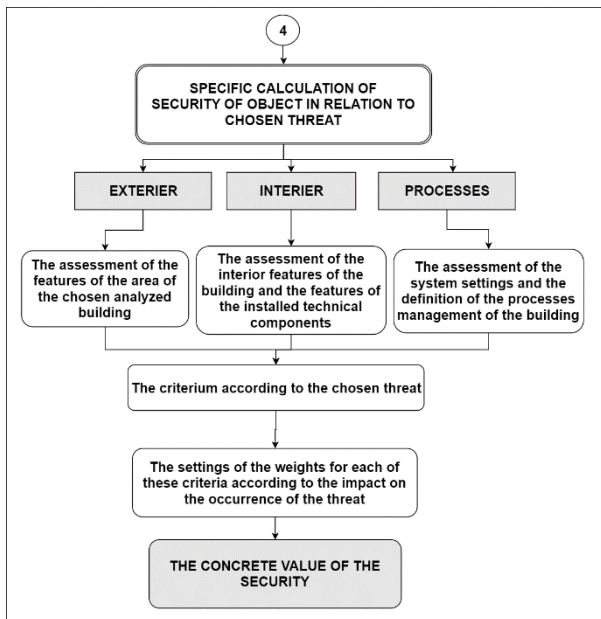 4
SPECIFIC CALCULATION OF
SECURITY OF OBJECT IN RELATION TO
CHOSEN THREAT
EXTERIER
INTERIER
PROCESSES
The assessment of the
features of the area of
the chosen analyzed
building
The assessment of the
interior features of the
building and the features of
the installed technical
components
The assessment of the
system settings and the
definition of the processes
management of the building
The criterium according to the chosen threat
The settings of the weights for each of
these criteria according to the impact on
the occurrence of the threat
THE CONCRETE VALUE OF THE
SECURITY